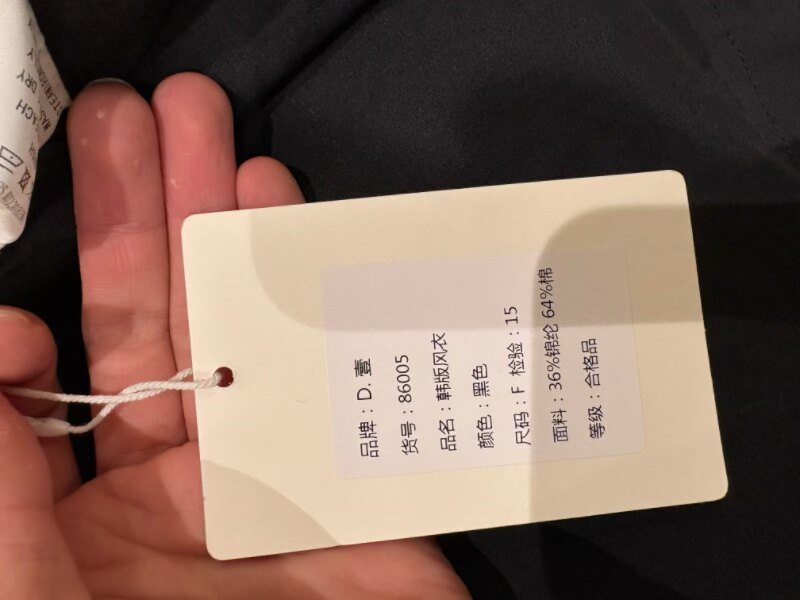 品牌：D. 壹
货号：86005
品名：韩版风衣
颜色：黑色
尺码：F 检验：15
面料：36%锦纶 64%棉
等级：合格品
DRY